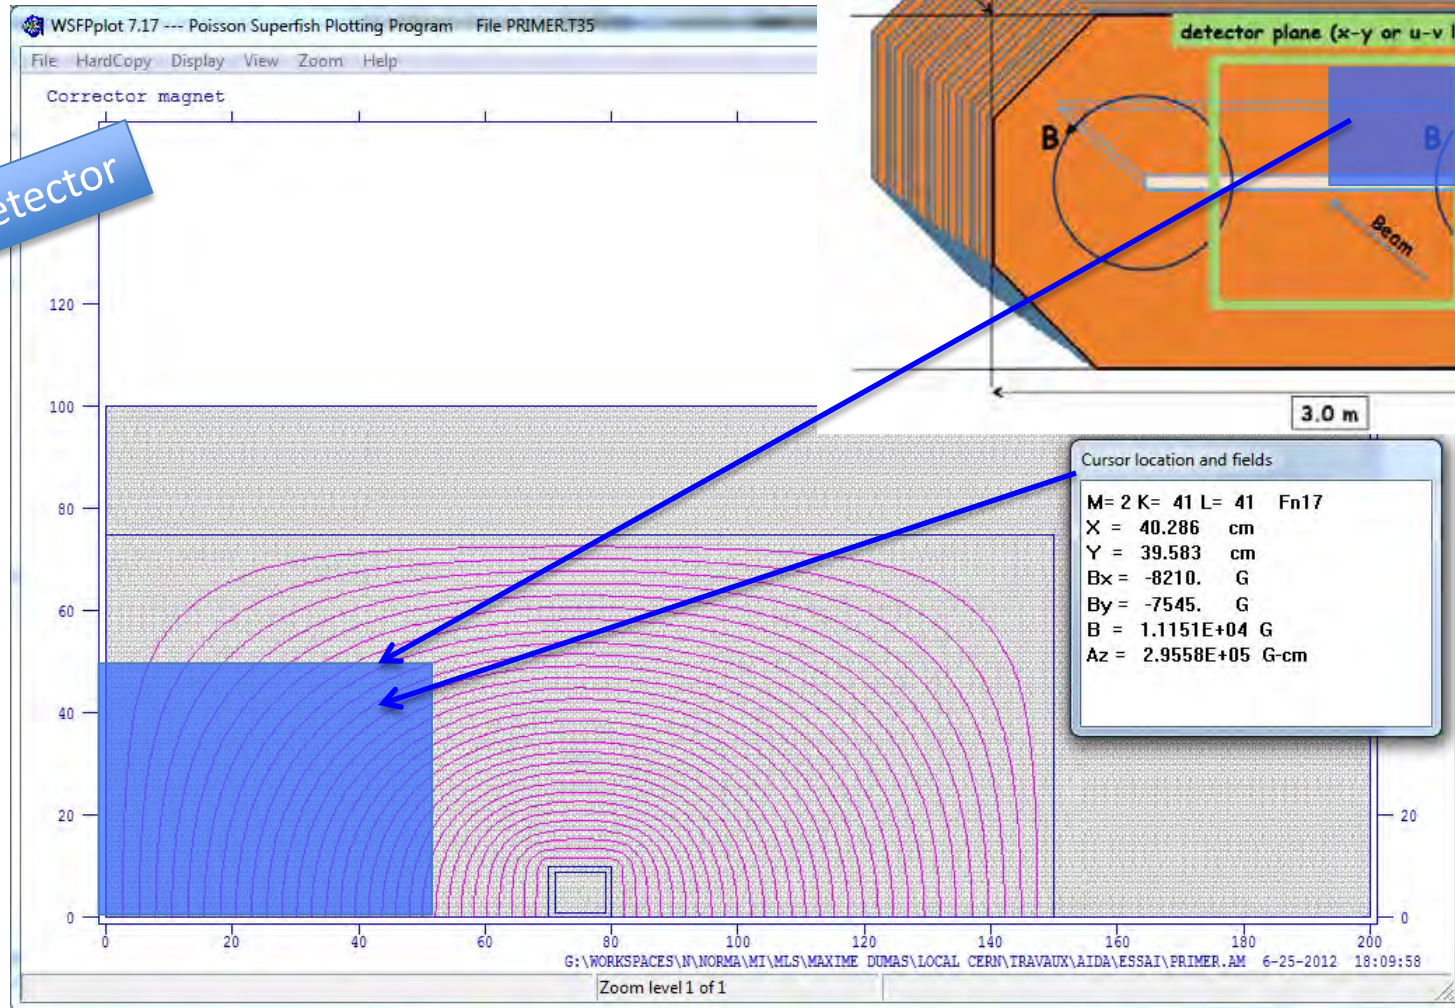 WSFPplot 7.17 --- Poisson Superfish Plotting Program File PRIMER.T35
File HardCopy Display View Zoom Help
Corrector magnet
detector plane (x-y or u-v
B
B
Beam
3.0 m
120
100
80
60
40
20
0
Cursor location and fields
M= 2 K= 41 L= 41 Fn17
X = 40.286 cm
Y = 39.583 cm
Bx = -8210. G
By = -7545. G
B = 1.1151E+04 G
Az = 2.9558E+05 G-cm
20
0
0 20 40 60 80 100 120 140 160 180 200
G:\WORKSPACES\N\NORMA\MI\MLS\MAXIME DUMAS\LOCAL CERN\TRAVAUX\AIDA\ESSAI\PRIMER.AM 6-25-2012 18:09:58
Zoom level 1 of 1